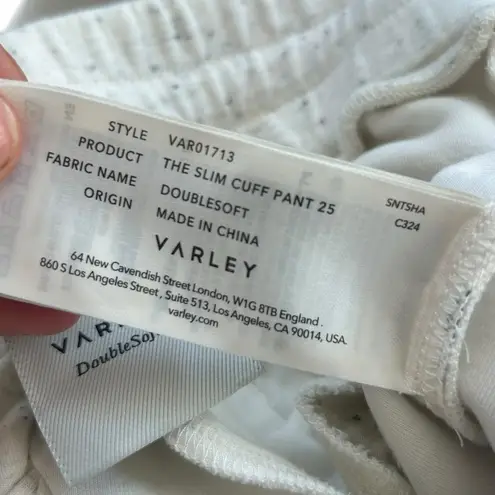 STYLE VAR01713
PRODUCT THE SLIM CUFF PANT 25
FABRIC NAME DOUBLESOFT
ORIGIN MADE IN CHINA
SNTSHA
C324
VARLEY
64 New Cavendish Street London, W1G 8TB England.
860 S Los Angeles Street, Suite 513, Los Angeles, CA 90014, USA.
varley.com
VAR
DoubleSof